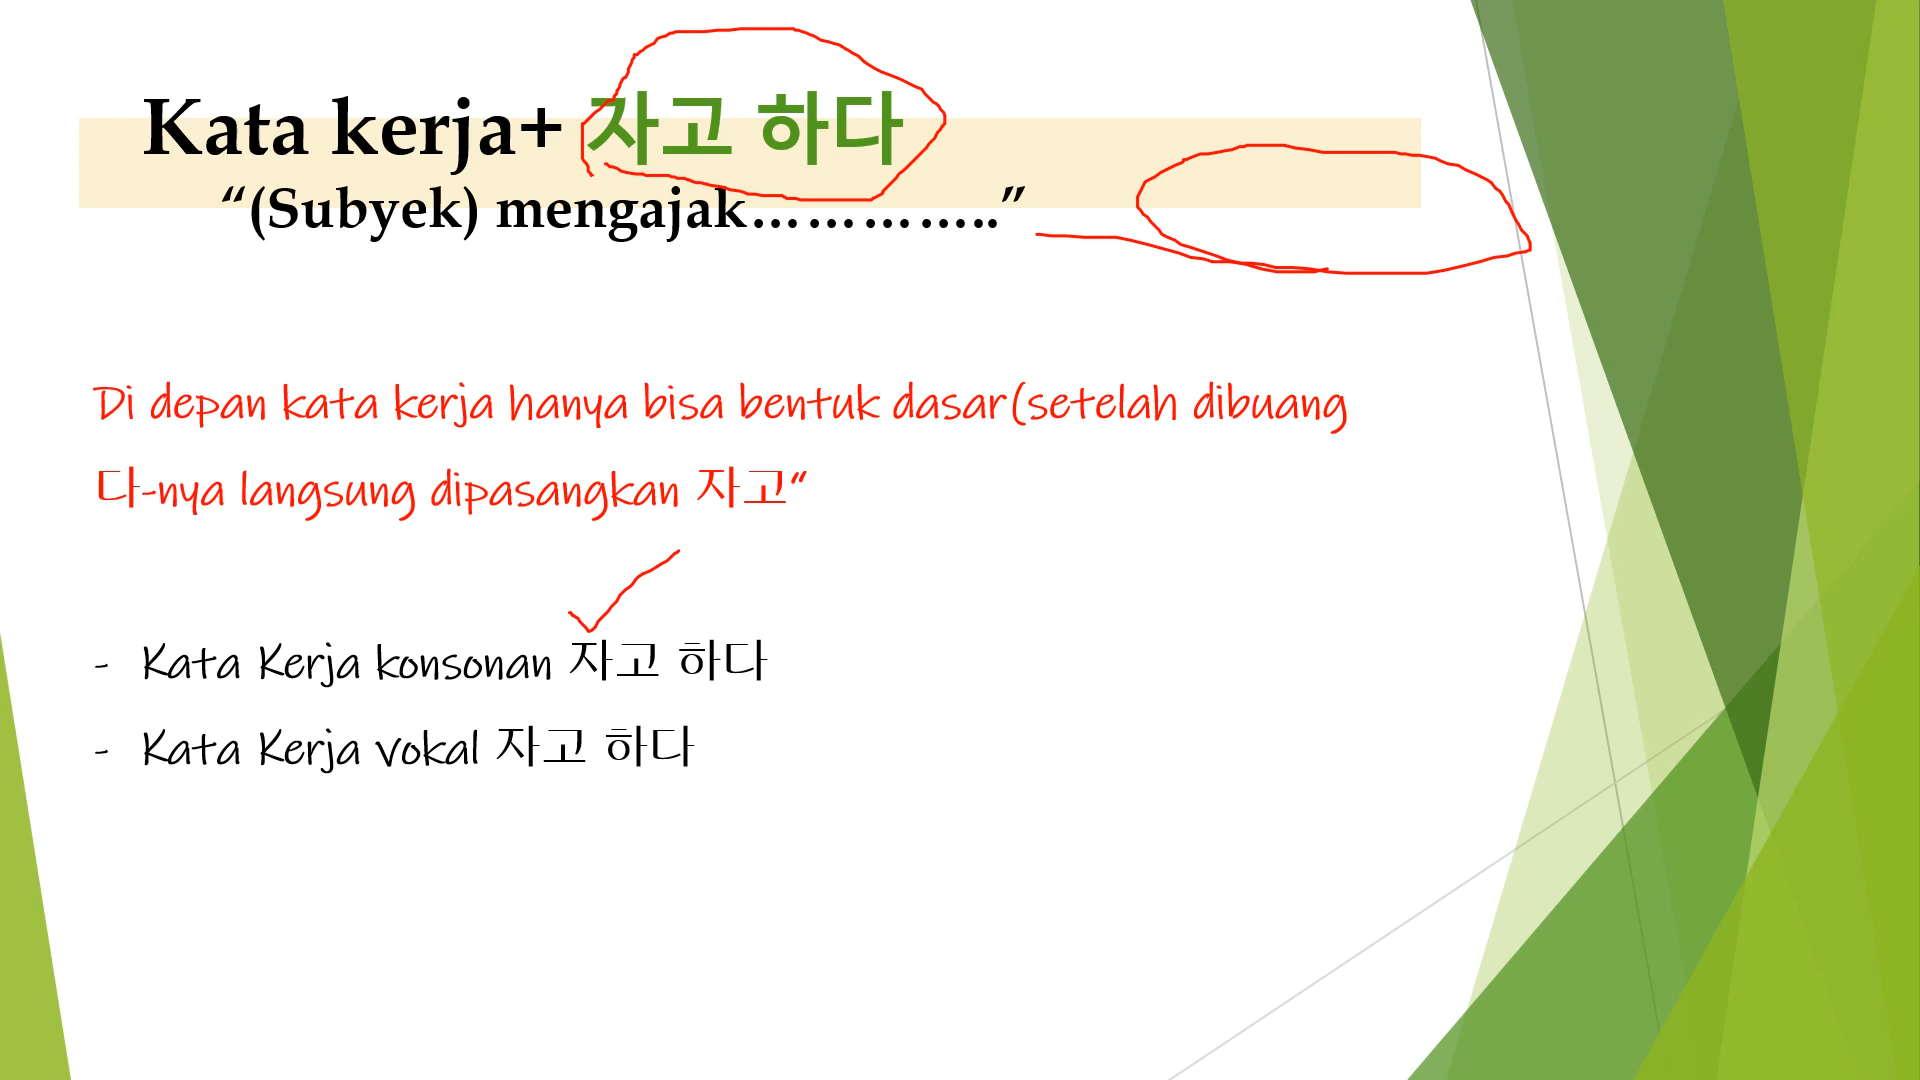 Kata kerja+ 자고 하다
“(Subyek) mengajak…………..”
Di depan kata kerja hanya bisa bentuk dasar(setelah dibuang
다-nya langsung dipasangkan 자고“
- Kata Kerja konsonan 자고 하다
- Kata Kerja vokal 자고 하다